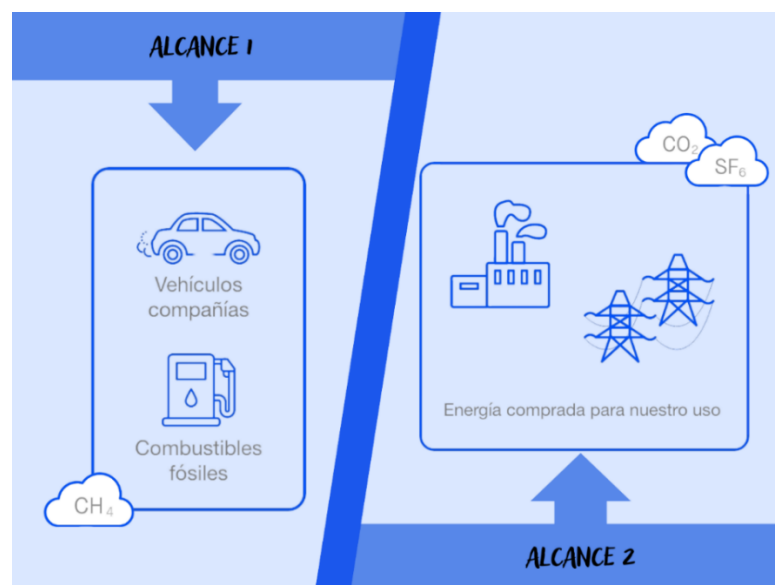 ALCANCE 1
Vehículos
compañías
Combustibles
fósiles
CH₄
CO₂
SF₆
Energía comprada para nuestro uso
ALCANCE 2